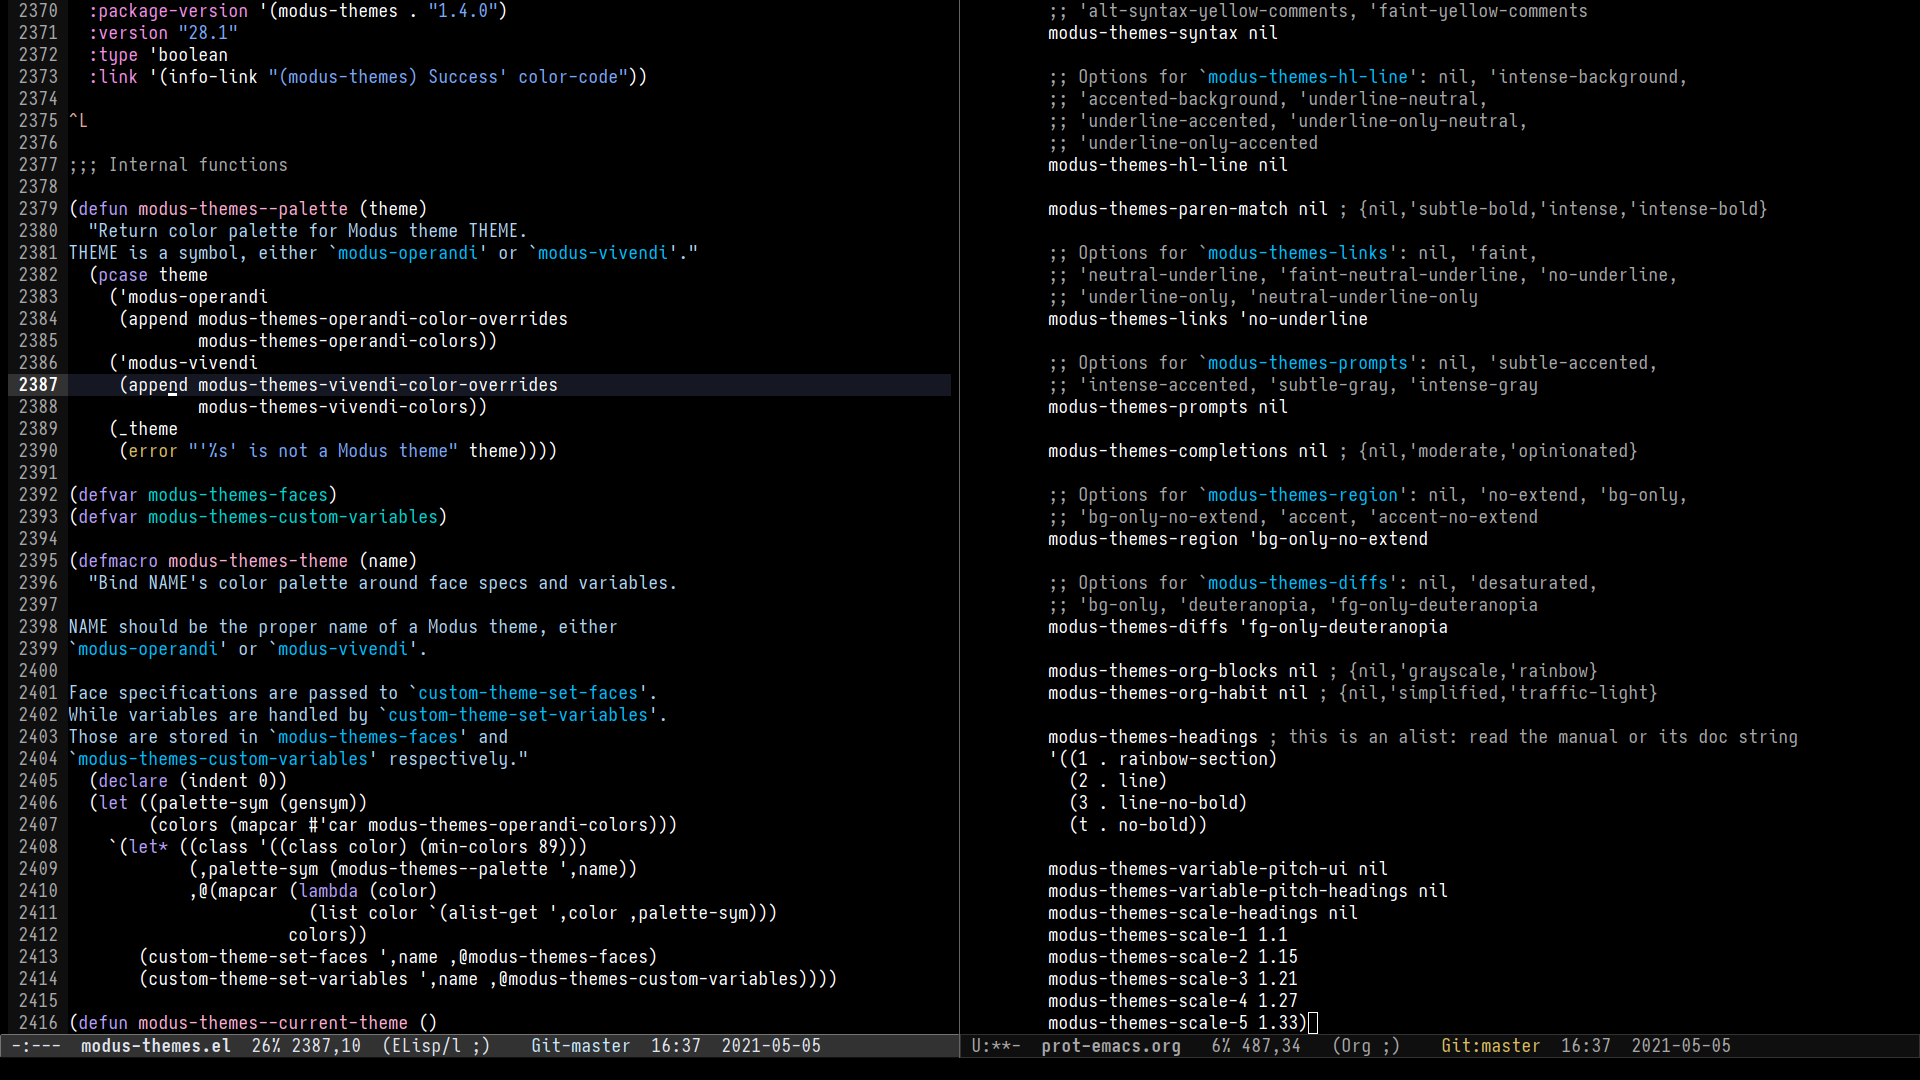 2370   :package-version '(modus-themes . "1.4.0")
2371   :version "28.1"
2372   :type 'boolean
2373   :link '(info-link "(modus-themes) Success' color-code"))
2374
2375 ^L
2376
2377 ;;; Internal functions
2378
2379 (defun modus-themes--palette (theme)
2380   "Return color palette for Modus theme THEME.
2381 THEME is a symbol, either `modus-operandi' or `modus-vivendi'."
2382   (pcase theme
2383     ('modus-operandi
2384      (append modus-themes-operandi-color-overrides
2385              modus-themes-operandi-colors))
2386     ('modus-vivendi
2387      (append modus-themes-vivendi-color-overrides
2388              modus-themes-vivendi-colors))
2389     (_theme
2390      (error "'%s' is not a Modus theme" theme))))
2391
2392 (defvar modus-themes-faces)
2393 (defvar modus-themes-custom-variables)
2394
2395 (defmacro modus-themes-theme (name)
2396   "Bind NAME's color palette around face specs and variables.
2397
2398 NAME should be the proper name of a Modus theme, either
2399 `modus-operandi' or `modus-vivendi'.
2400
2401 Face specifications are passed to `custom-theme-set-faces'.
2402 While variables are handled by `custom-theme-set-variables'.
2403 Those are stored in `modus-themes-faces' and
2404 `modus-themes-custom-variables' respectively."
2405   (declare (indent 0))
2406   (let ((palette-sym (gensym))
2407         (colors (mapcar #'car modus-themes-operandi-colors)))
2408     `(let* ((class '((class color) (min-colors 89)))
2409             (,palette-sym (modus-themes--palette ',name))
2410             ,@(mapcar (lambda (color)
2411                         (list color `(alist-get ',color ,palette-sym)))
2412                       colors))
2413        (custom-theme-set-faces ',name ,@modus-themes-faces)
2414        (custom-theme-set-variables ',name ,@modus-themes-custom-variables))))
2415
2416 (defun modus-themes--current-theme ()
-:---  modus-themes.el  26% 2387,10  (ELisp/l ;)    Git-master  16:37  2021-05-05
;; 'alt-syntax-yellow-comments, 'faint-yellow-comments
modus-themes-syntax nil

;; Options for `modus-themes-hl-line': nil, 'intense-background,
;; 'accented-background, 'underline-neutral,
;; 'underline-accented, 'underline-only-neutral,
;; 'underline-only-accented
modus-themes-hl-line nil

modus-themes-paren-match nil ; {nil,'subtle-bold,'intense,'intense-bold}

;; Options for `modus-themes-links': nil, 'faint,
;; 'neutral-underline, 'faint-neutral-underline, 'no-underline,
;; 'underline-only, 'neutral-underline-only
modus-themes-links 'no-underline

;; Options for `modus-themes-prompts': nil, 'subtle-accented,
;; 'intense-accented, 'subtle-gray, 'intense-gray
modus-themes-prompts nil

modus-themes-completions nil ; {nil,'moderate,'opinionated}

;; Options for `modus-themes-region': nil, 'no-extend, 'bg-only,
;; 'bg-only-no-extend, 'accent, 'accent-no-extend
modus-themes-region 'bg-only-no-extend

;; Options for `modus-themes-diffs': nil, 'desaturated,
;; 'bg-only, 'deuteranopia, 'fg-only-deuteranopia
modus-themes-diffs 'fg-only-deuteranopia

modus-themes-org-blocks nil ; {nil,'grayscale,'rainbow}
modus-themes-org-habit nil ; {nil,'simplified,'traffic-light}

modus-themes-headings ; this is an alist: read the manual or its doc string
'((1 . rainbow-section)
  (2 . line)
  (3 . line-no-bold)
  (t . no-bold))

modus-themes-variable-pitch-ui nil
modus-themes-variable-pitch-headings nil
modus-themes-scale-headings nil
modus-themes-scale-1 1.1
modus-themes-scale-2 1.15
modus-themes-scale-3 1.21
modus-themes-scale-4 1.27
modus-themes-scale-5 1.33)
U:**-  prot-emacs.org   6% 487,34   (Org ;)    Git:master  16:37  2021-05-05